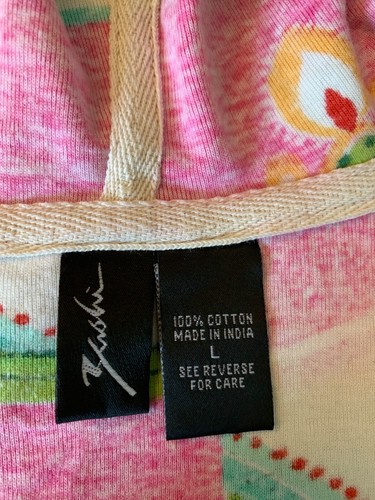 100% COTTON
MADE IN INDIA
L
SEE REVERSE
FOR CARE